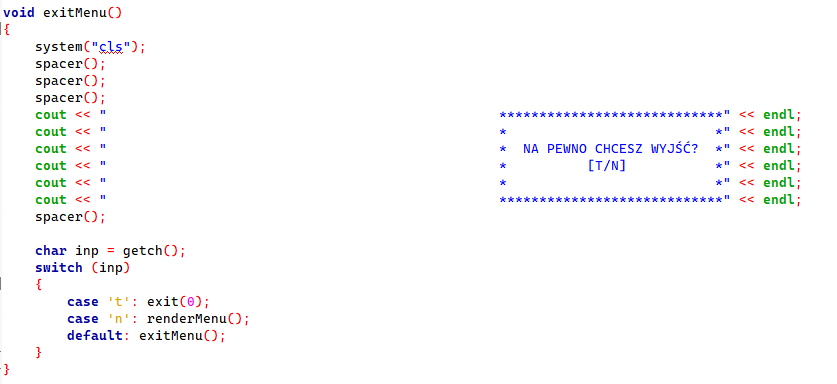 void exitMenu()
{
    system("cls");
    spacer();
    spacer();
    spacer();
    cout << "                                                 ****************************" << endl;
    cout << "                                                 *                          *" << endl;
    cout << "                                                 *  NA PEWNO CHCESZ WYJŚĆ?  *" << endl;
    cout << "                                                 *          [T/N]           *" << endl;
    cout << "                                                 *                          *" << endl;
    cout << "                                                 ****************************" << endl;
    spacer();

    char inp = getch();
    switch (inp)
    {
        case 't': exit(0);
        case 'n': renderMenu();
        default: exitMenu();
    }
}